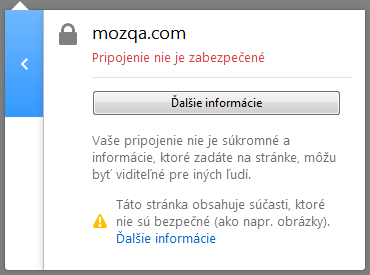 mozqa.com
Pripojenie nie je zabezpečené
Ďalšie informácie
Vaše pripojenie nie je súkromné a
informácie, ktoré zadáte na stránke, môžu
byť viditeľné pre iných ľudí.
Táto stránka obsahuje súčasti, ktoré
nie sú bezpečné (ako napr. obrázky).
Ďalšie informácie